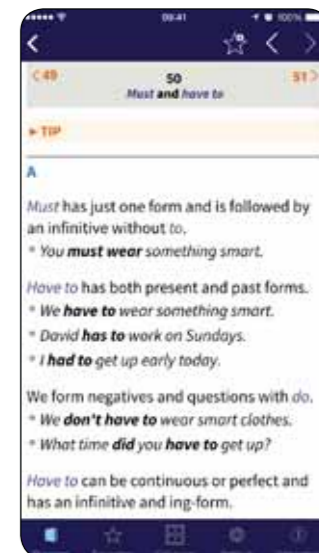 09:41 100%
< 49 50 51 >
Must and have to
▸ TIP
A
Must has just one form and is followed by
an infinitive without to.
* You must wear something smart.
Have to has both present and past forms.
* We have to wear something smart.
* David has to work on Sundays.
* I had to get up early today.
We form negatives and questions with do.
* We don't have to wear smart clothes.
* What time did you have to get up?
Have to can be continuous or perfect and
has an infinitive and ing-form.